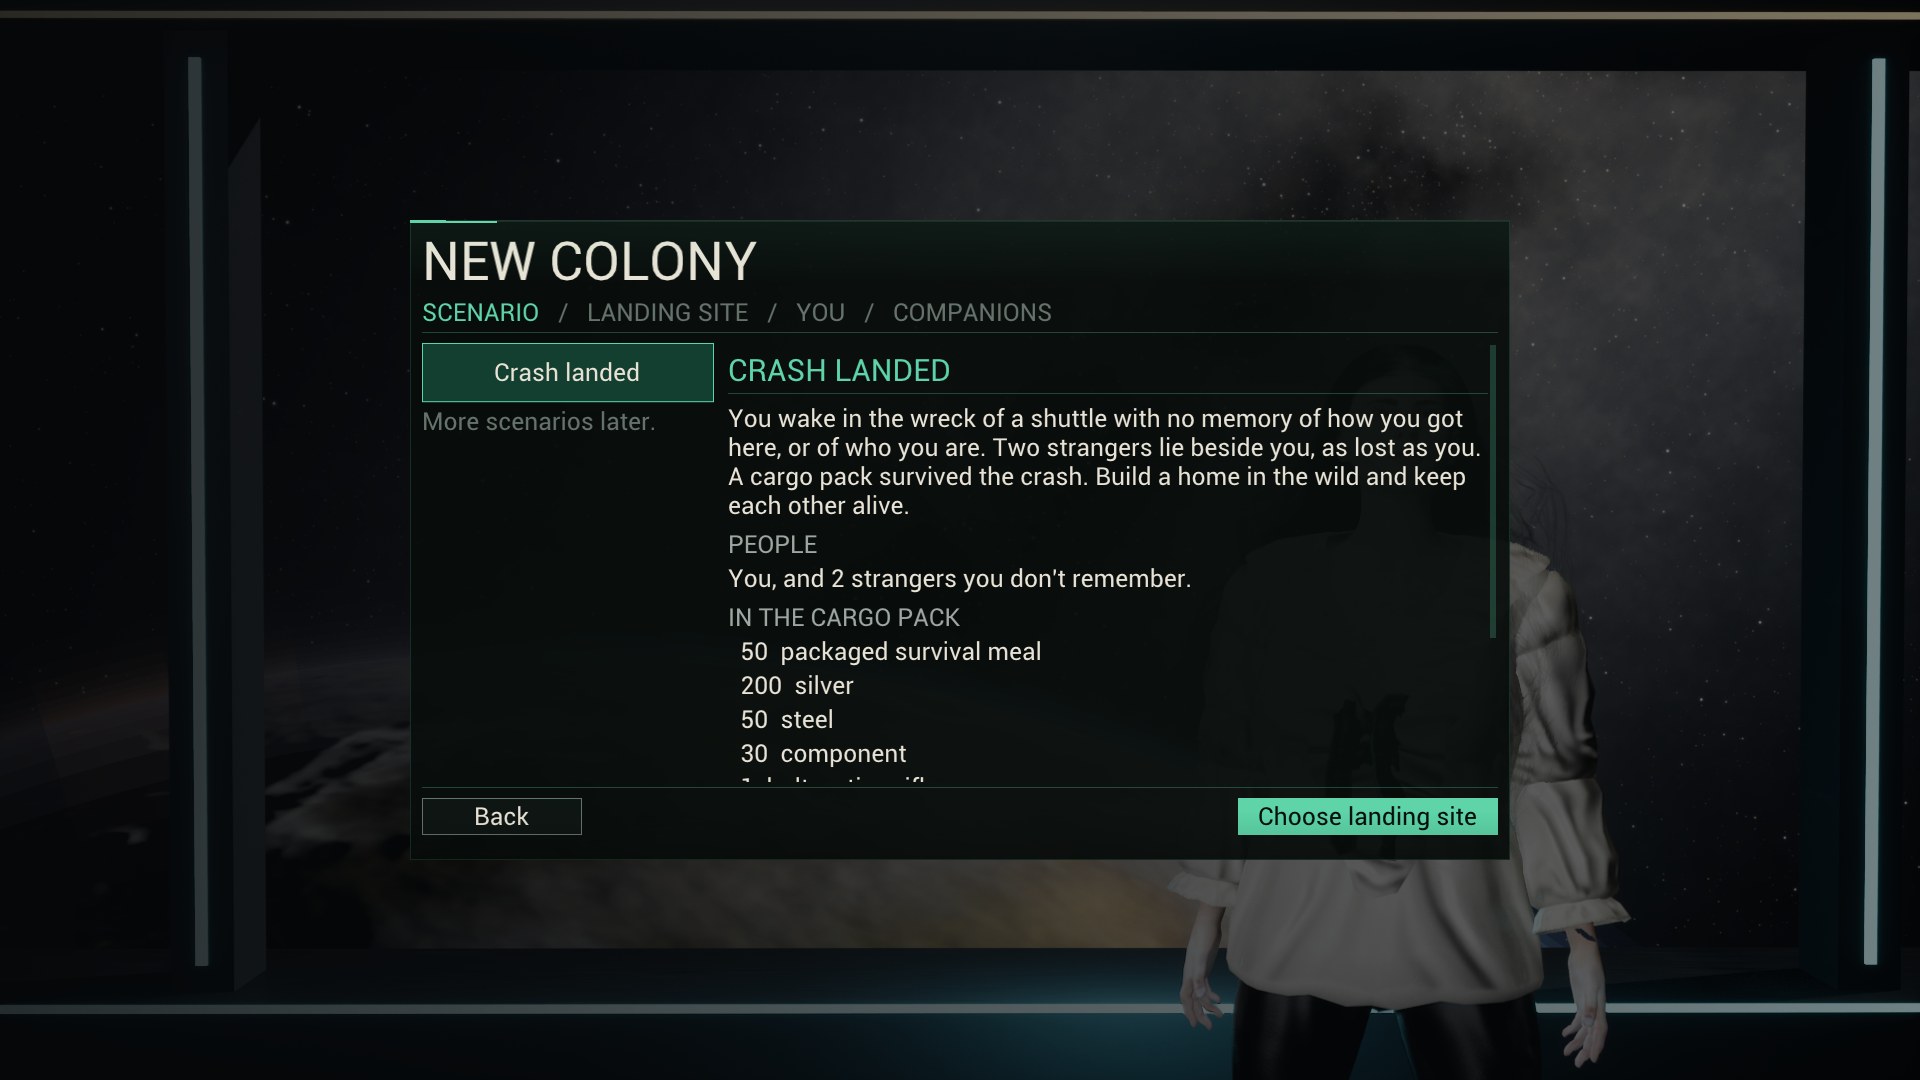 NEW COLONY
SCENARIO / LANDING SITE / YOU / COMPANIONS
Crash landed
More scenarios later.
CRASH LANDED
You wake in the wreck of a shuttle with no memory of how you got
here, or of who you are. Two strangers lie beside you, as lost as you.
A cargo pack survived the crash. Build a home in the wild and keep
each other alive.
PEOPLE
You, and 2 strangers you don't remember.
IN THE CARGO PACK
50 packaged survival meal
200 silver
50 steel
30 component
Back
Choose landing site